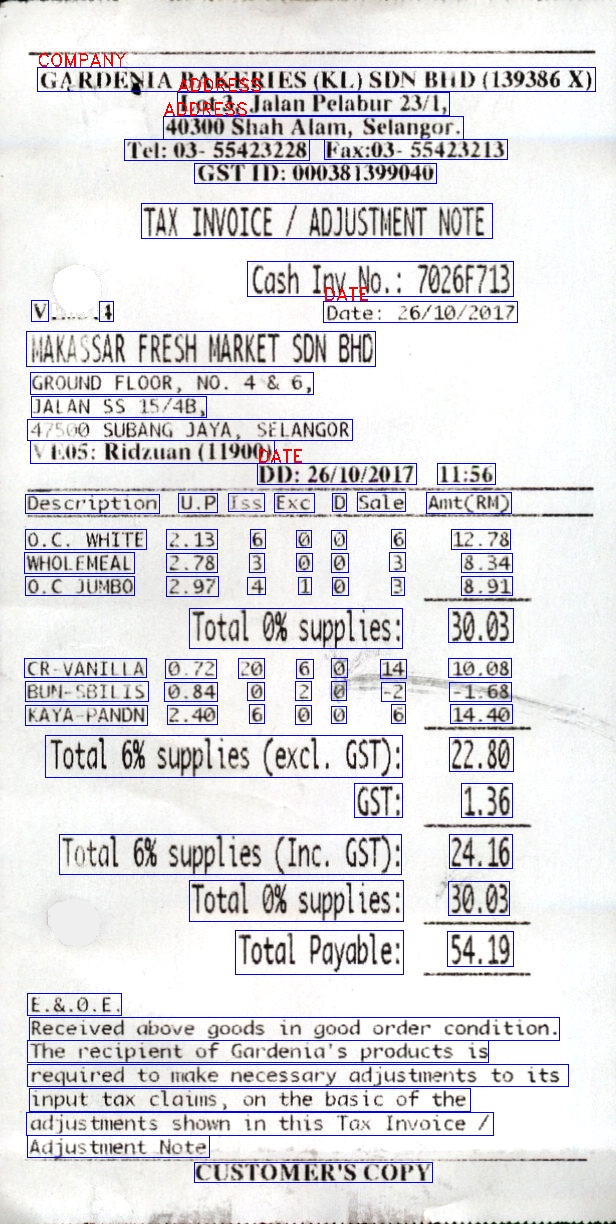 COMPANY
GARDENIA BAKERIES (KL) SDN BHD (139386 X)
ADDRESS
Lot 3, Jalan Pelabur 23/1,
ADDRESS
40300 Shah Alam, Selangor.
Tel: 03- 55423228 Fax:03- 55423213
GST ID: 000381399040
TAX INVOICE / ADJUSTMENT NOTE
Cash Inv No.: 7026F713
DATE
Date: 26/10/2017
MAKASSAR FRESH MARKET SDN BHD
GROUND FLOOR, NO. 4 & 6,
JALAN SS 15/4B,
47500 SUBANG JAYA, SELANGOR
VE05: Ridzuan (11900)
DATE
DD: 26/10/2017 11:56
Description U.P Iss Exc D Sale Amt(RM)
O.C. WHITE 2.13 6 0 0 6 12.78
WHOLEMEAL 2.78 3 0 0 3 8.34
O.C JUMBO 2.97 4 1 0 3 8.91
Total 0% supplies: 30.03
CR-VANILLA 0.72 20 6 0 14 10.08
BUN-SBILIS 0.84 0 2 0 -2 -1.68
KAYA-PANDN 2.40 6 0 0 6 14.40
Total 6% supplies (excl. GST): 22.80
GST: 1.36
Total 6% supplies (Inc. GST): 24.16
Total 0% supplies: 30.03
Total Payable: 54.19
E.&.O.E.
Received above goods in good order condition.
The recipient of Gardenia's products is
required to make necessary adjustments to its
input tax claims, on the basic of the
adjustments shown in this Tax Invoice /
Adjustment Note
CUSTOMER'S COPY